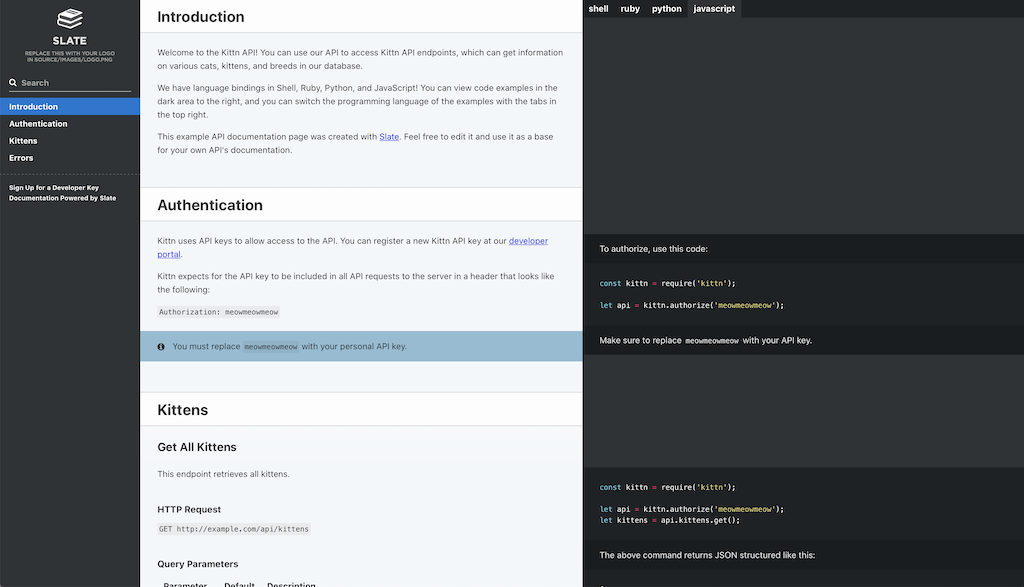 SLATE
REPLACE THIS WITH YOUR LOGO
IN SOURCE/IMAGES/LOGO.PNG
Search
Introduction
Authentication
Kittens
Errors
Sign Up for a Developer Key
Documentation Powered by Slate
Introduction
Welcome to the Kittn API! You can use our API to access Kittn API endpoints, which can get information
on various cats, kittens, and breeds in our database.
We have language bindings in Shell, Ruby, Python, and JavaScript! You can view code examples in the
dark area to the right, and you can switch the programming language of the examples with the tabs in
the top right.
This example API documentation page was created with Slate. Feel free to edit it and use it as a base
for your own API's documentation.
Authentication
Kittn uses API keys to allow access to the API. You can register a new Kittn API key at our developer
portal.
Kittn expects for the API key to be included in all API requests to the server in a header that looks like
the following:
Authorization: meowmeowmeow
You must replace meowmeowmeow with your personal API key.
Kittens
Get All Kittens
This endpoint retrieves all kittens.
HTTP Request
GET http://example.com/api/kittens
Query Parameters
Parameter Default Description
shell ruby python javascript
To authorize, use this code:
const kittn = require('kittn');
let api = kittn.authorize('meowmeowmeow');
Make sure to replace meowmeowmeow with your API key.
const kittn = require('kittn');
let api = kittn.authorize('meowmeowmeow');
let kittens = api.kittens.get();
The above command returns JSON structured like this: